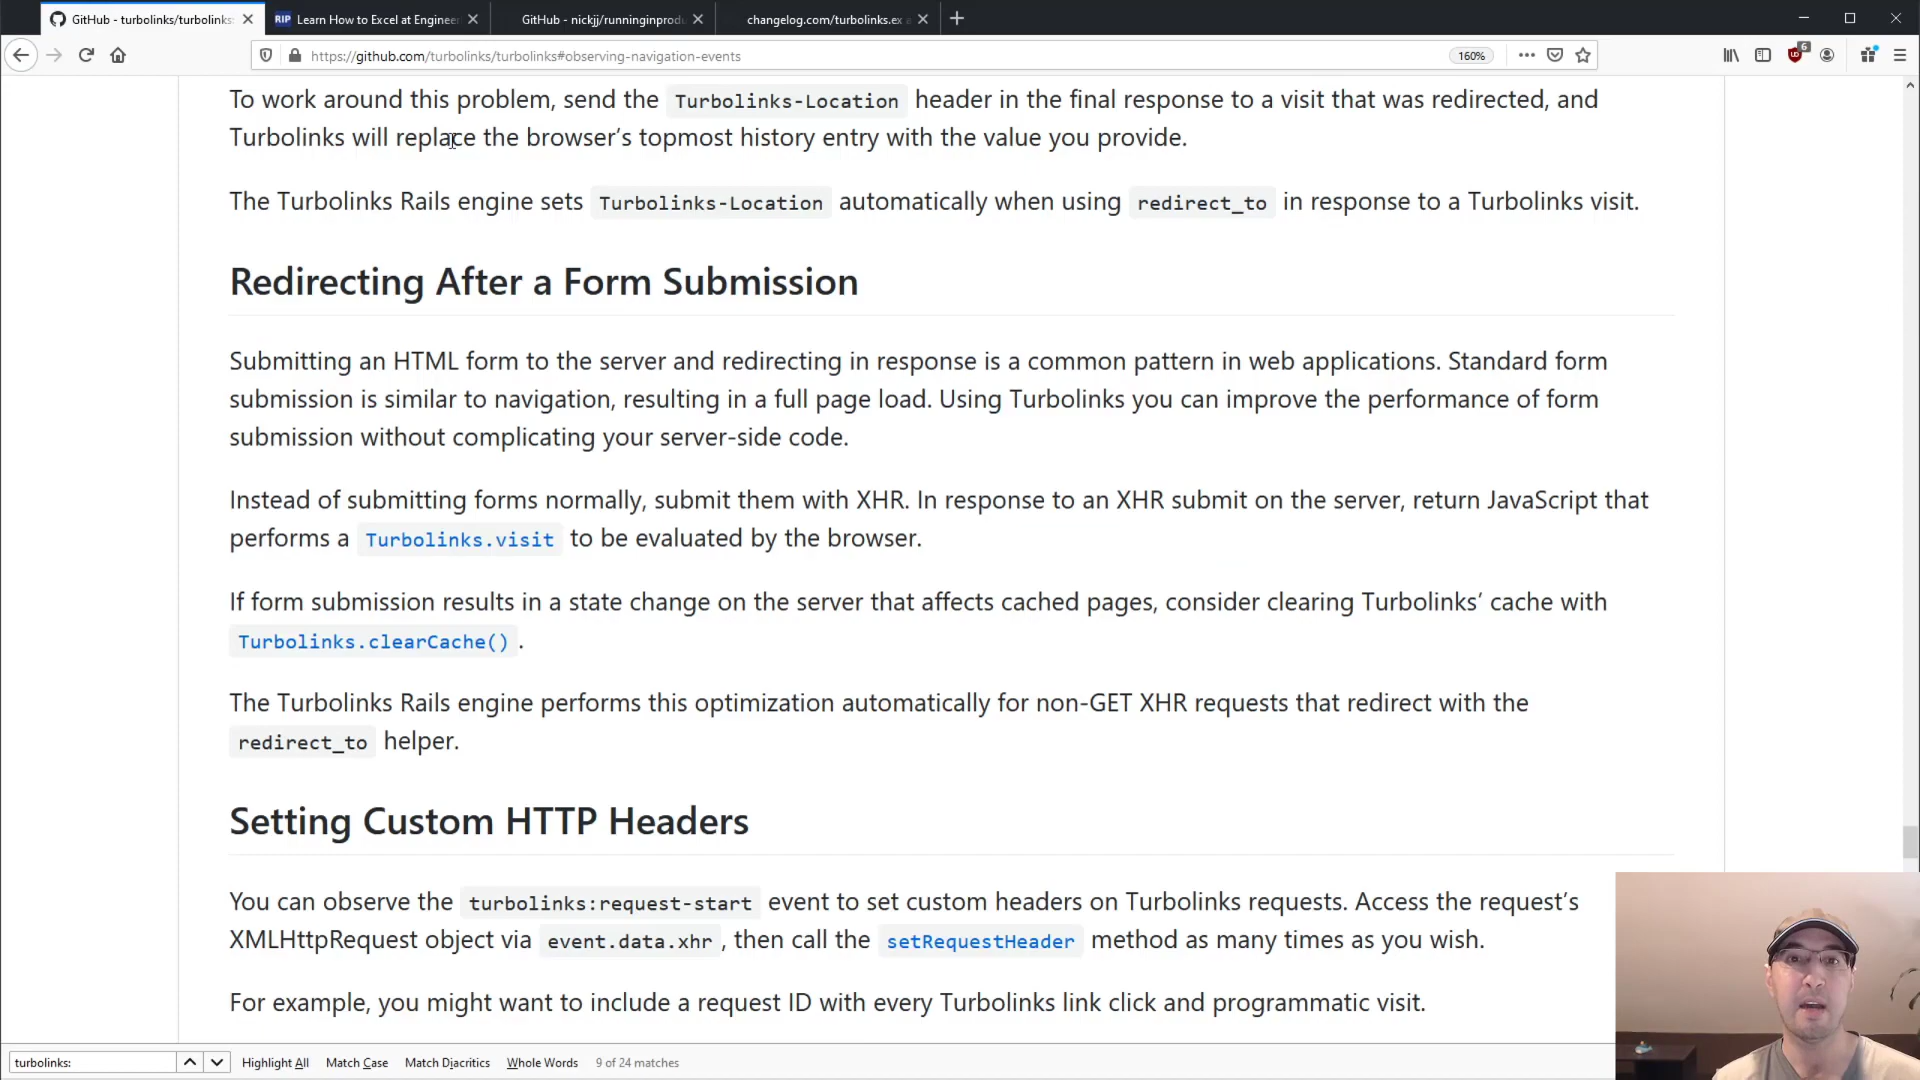 GitHub - turbolinks/turbolinks:
RIP Learn How to Excel at Engineer
GitHub - nickjj/runninginprodu
changelog.com/turbolinks.ex a
https://github.com/turbolinks/turbolinks#observing-navigation-events
160%
6
To work around this problem, send the Turbolinks-Location header in the final response to a visit that was redirected, and
Turbolinks will replace the browser's topmost history entry with the value you provide.
The Turbolinks Rails engine sets Turbolinks-Location automatically when using redirect_to in response to a Turbolinks visit.
Redirecting After a Form Submission
Submitting an HTML form to the server and redirecting in response is a common pattern in web applications. Standard form
submission is similar to navigation, resulting in a full page load. Using Turbolinks you can improve the performance of form
submission without complicating your server-side code.
Instead of submitting forms normally, submit them with XHR. In response to an XHR submit on the server, return JavaScript that
performs a Turbolinks.visit to be evaluated by the browser.
If form submission results in a state change on the server that affects cached pages, consider clearing Turbolinks’ cache with
Turbolinks.clearCache() .
The Turbolinks Rails engine performs this optimization automatically for non-GET XHR requests that redirect with the
redirect_to helper.
Setting Custom HTTP Headers
You can observe the turbolinks:request-start event to set custom headers on Turbolinks requests. Access the request’s
XMLHttpRequest object via event.data.xhr , then call the setRequestHeader method as many times as you wish.
For example, you might want to include a request ID with every Turbolinks link click and programmatic visit.
turbolinks: Highlight All Match Case Match Diacritics Whole Words 9 of 24 matches